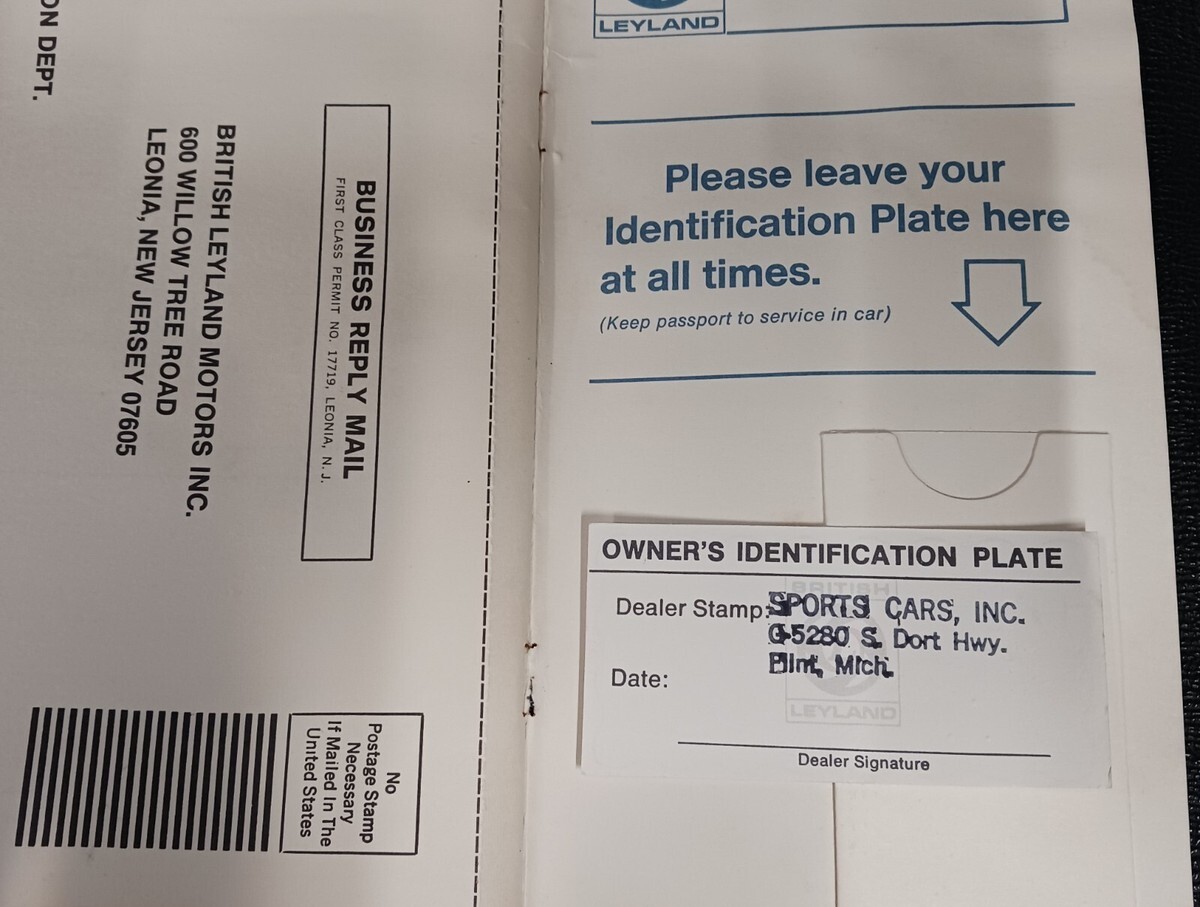 DEPT.
BRITISH LEYLAND MOTORS INC.
600 WILLOW TREE ROAD
LEONIA, NEW JERSEY 07605
BUSINESS REPLY MAIL
FIRST CLASS PERMIT NO. 17719, LEONIA, N.J.
No
Postage Stamp
Necessary
If Mailed In The
United States
LEYLAND
Please leave your
Identification Plate here
at all times.
(Keep passport to service in car)
OWNER'S IDENTIFICATION PLATE
BRITISH
Dealer Stamp: SPORTS CARS, INC.
G-5280 S. Dort Hwy.
Flint, Mich.
Date:
LEYLAND
Dealer Signature